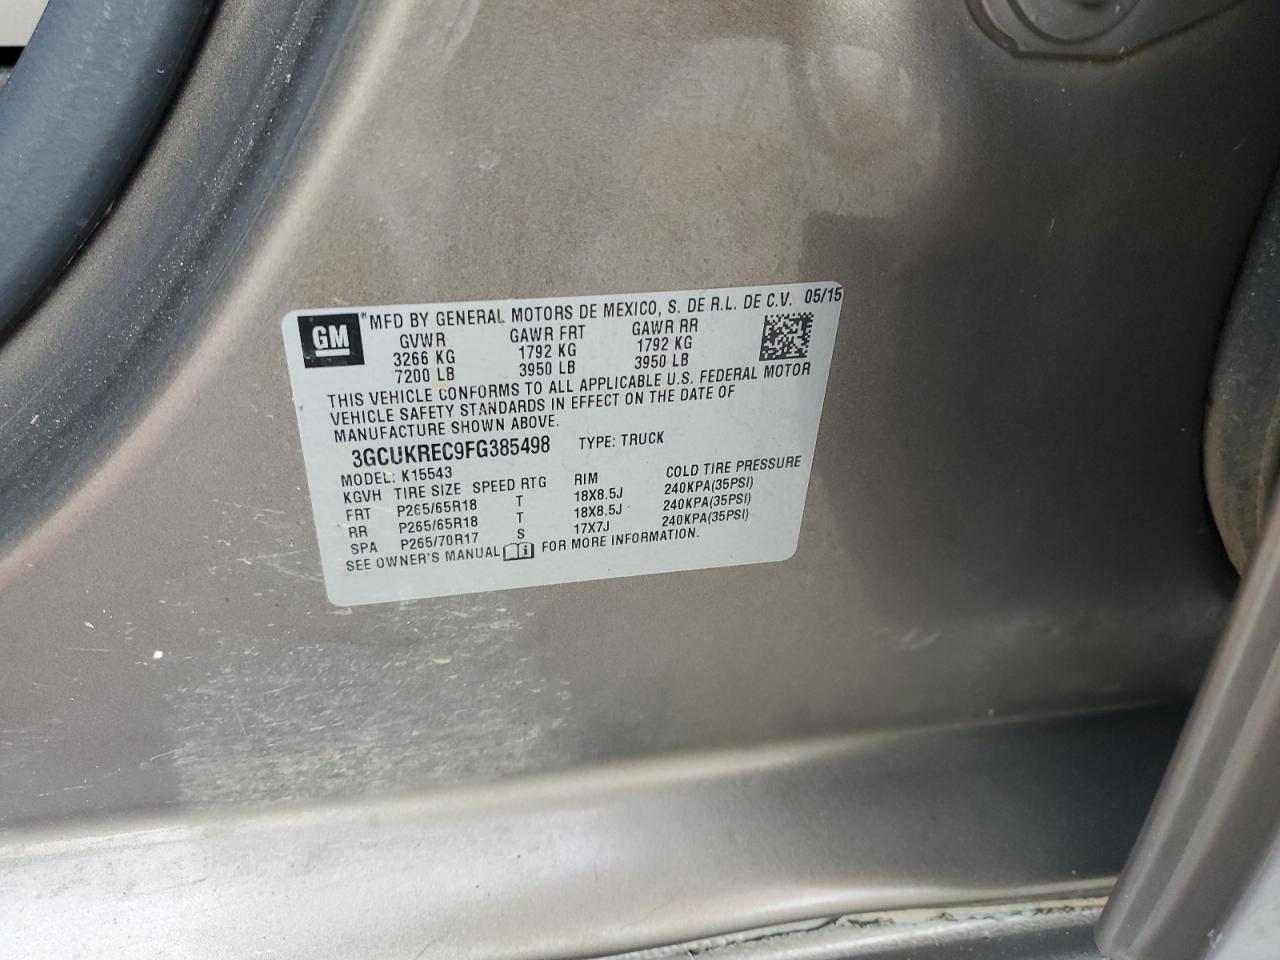 GM
MFD BY GENERAL MOTORS DE MEXICO, S. DE R.L. DE C.V. 05/15
GVWR GAWR FRT GAWR RR
3266 KG 1792 KG 1792 KG
7200 LB 3950 LB 3950 LB
THIS VEHICLE CONFORMS TO ALL APPLICABLE U.S. FEDERAL MOTOR
VEHICLE SAFETY STANDARDS IN EFFECT ON THE DATE OF
MANUFACTURE SHOWN ABOVE.
3GCUKREC9FG385498 TYPE: TRUCK
MODEL: K15543
KGVH TIRE SIZE SPEED RTG RIM COLD TIRE PRESSURE
FRT P265/65R18 T 18X8.5J 240KPA(35PSI)
RR P265/65R18 T 18X8.5J 240KPA(35PSI)
SPA P265/70R17 S 17X7J 240KPA(35PSI)
SEE OWNER'S MANUAL FOR MORE INFORMATION.